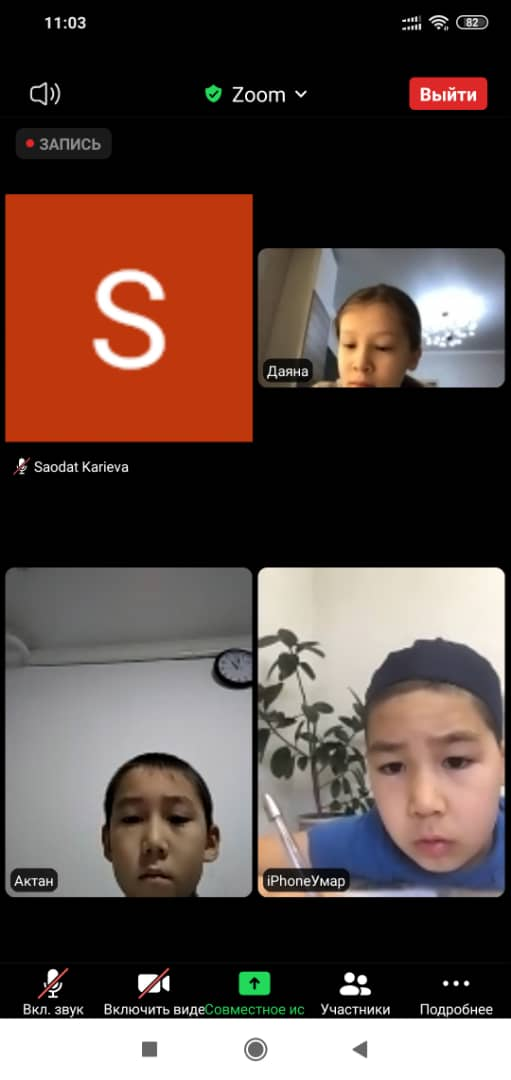 11:03
82
Zoom
Выйти
ЗАПИСЬ
S
Даяна
Saodat Karieva
Актан
iPhoneУмар
Вкл. звук
Включить виде
Совместное ис
Участники
Подробнее